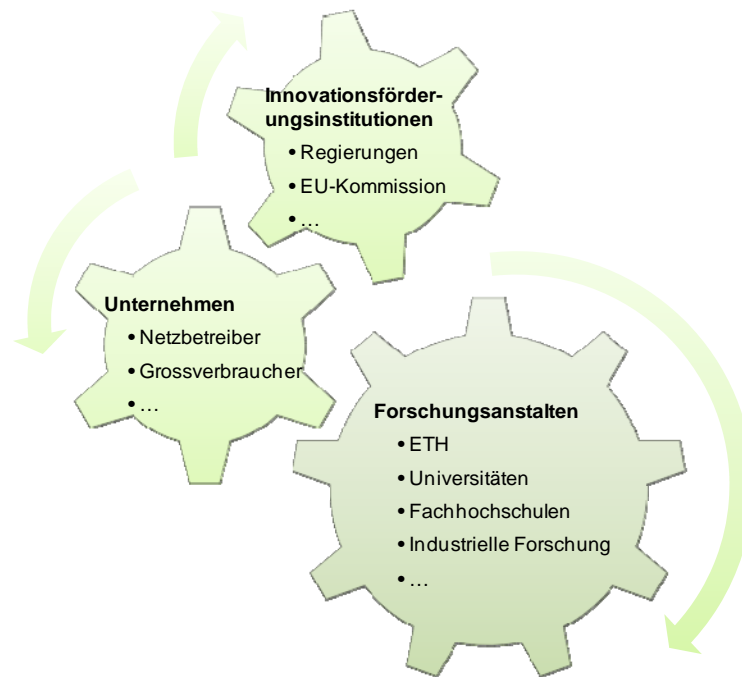 Innovationsförder-
ungsinstitutionen
• Regierungen
• EU-Kommission
• …
Unternehmen
• Netzbetreiber
• Grossverbraucher
• …
Forschungsanstalten
• ETH
• Universitäten
• Fachhochschulen
• Industrielle Forschung
• …